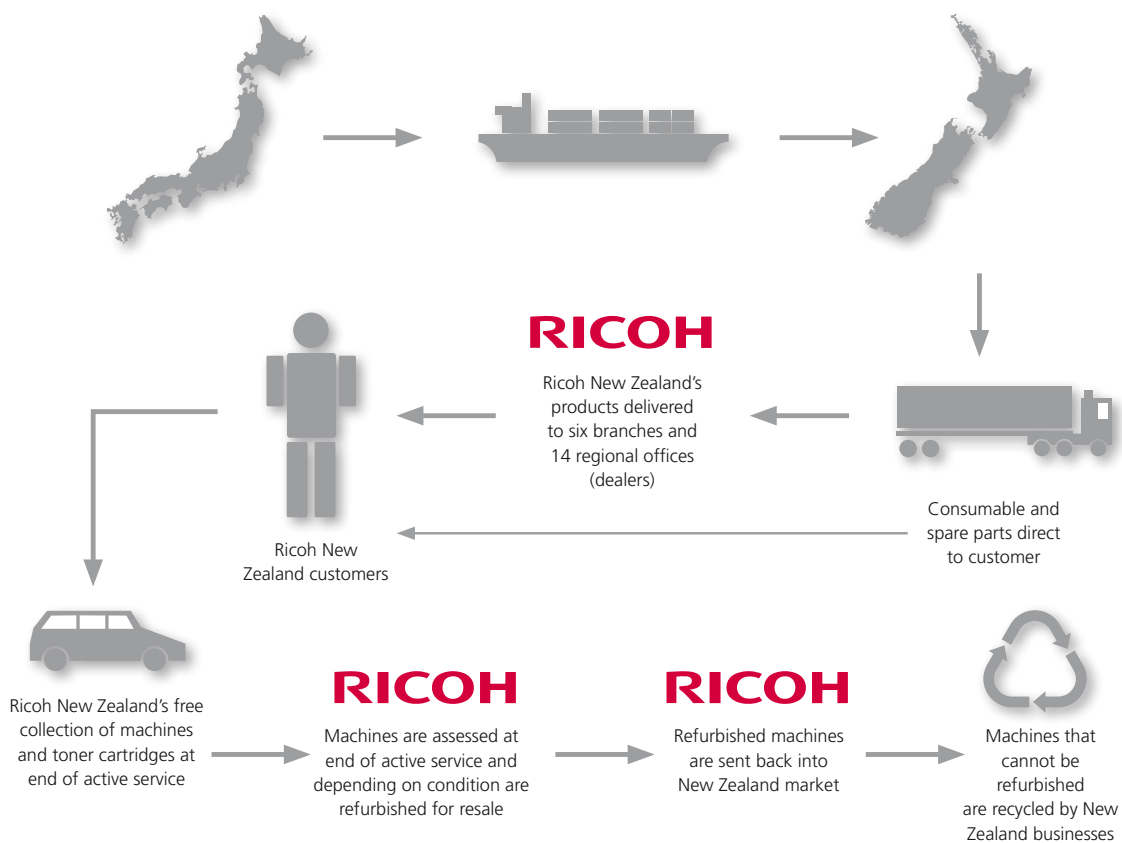 RICOH
Ricoh New Zealand’s
products delivered
to six branches and
14 regional offices
(dealers)
Consumable and
spare parts direct
to customer
Ricoh New
Zealand customers
Ricoh New Zealand’s free
collection of machines
and toner cartridges at
end of active service
RICOH
Machines are assessed at
end of active service and
depending on condition are
refurbished for resale
RICOH
Refurbished machines
are sent back into
New Zealand market
Machines that
cannot be
refurbished
are recycled by New
Zealand businesses